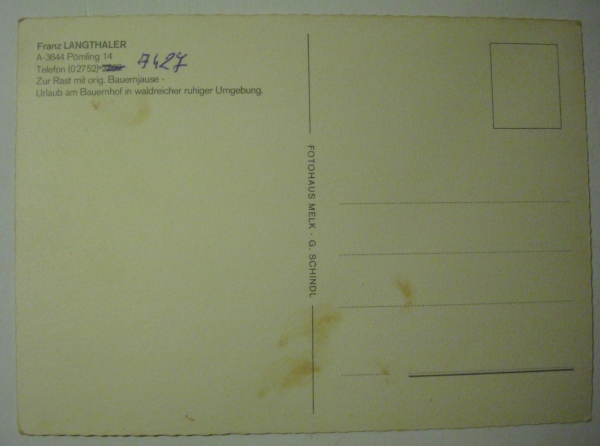 Franz LANGTHALER
A-3644 Pömling 14
Telefon (02752) 7427
Zur Rast mit orig. Bauernjause -
Urlaub am Bauernhof in waldreicher ruhiger Umgebung.
FOTOHAUS MELK · G. SCHINDL